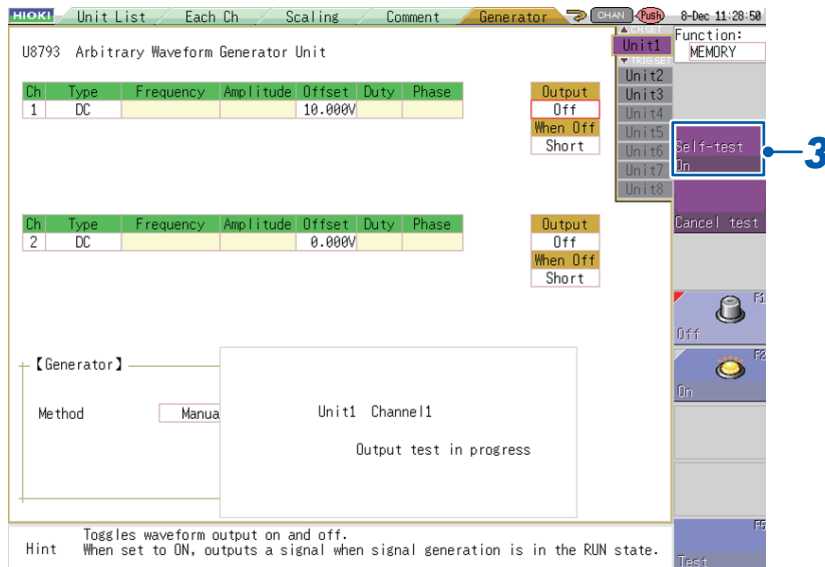 HIOKI Unit List Each Ch Scaling Comment Generator CHAN Push 8-Dec 11:28:50
▲CH.SET
Unit1
▼TRIG.SET
Unit2
Unit3
Unit4
Unit5
Unit6
Unit7
Unit8
Function:
MEMORY
U8793 Arbitrary Waveform Generator Unit
Ch Type Frequency Amplitude Offset Duty Phase
1 DC 10.000V
Output
Off
When Off
Short
Self-test
On
3
Cancel test
Ch Type Frequency Amplitude Offset Duty Phase
2 DC 0.000V
Output
Off
When Off
Short
F1
Off
F2
On
【Generator】
Method Manua
Unit1 Channel1
Output test in progress
F5
Test
Hint Toggles waveform output on and off.
When set to ON, outputs a signal when signal generation is in the RUN state.